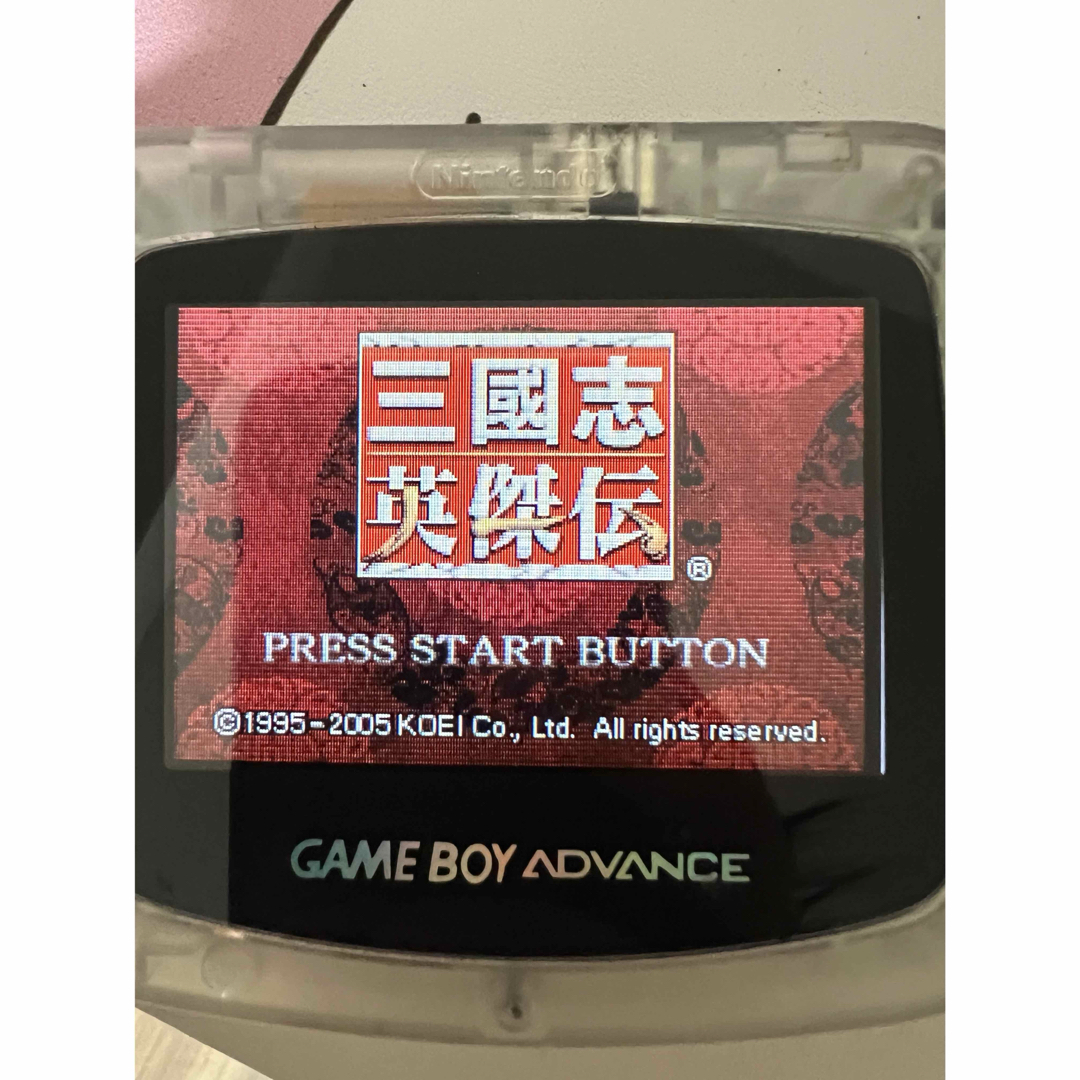 Nintendo
三國志
英傑伝
®
PRESS START BUTTON
©1995-2005 KOEI Co., Ltd. All rights reserved.
GAME BOY ADVANCE